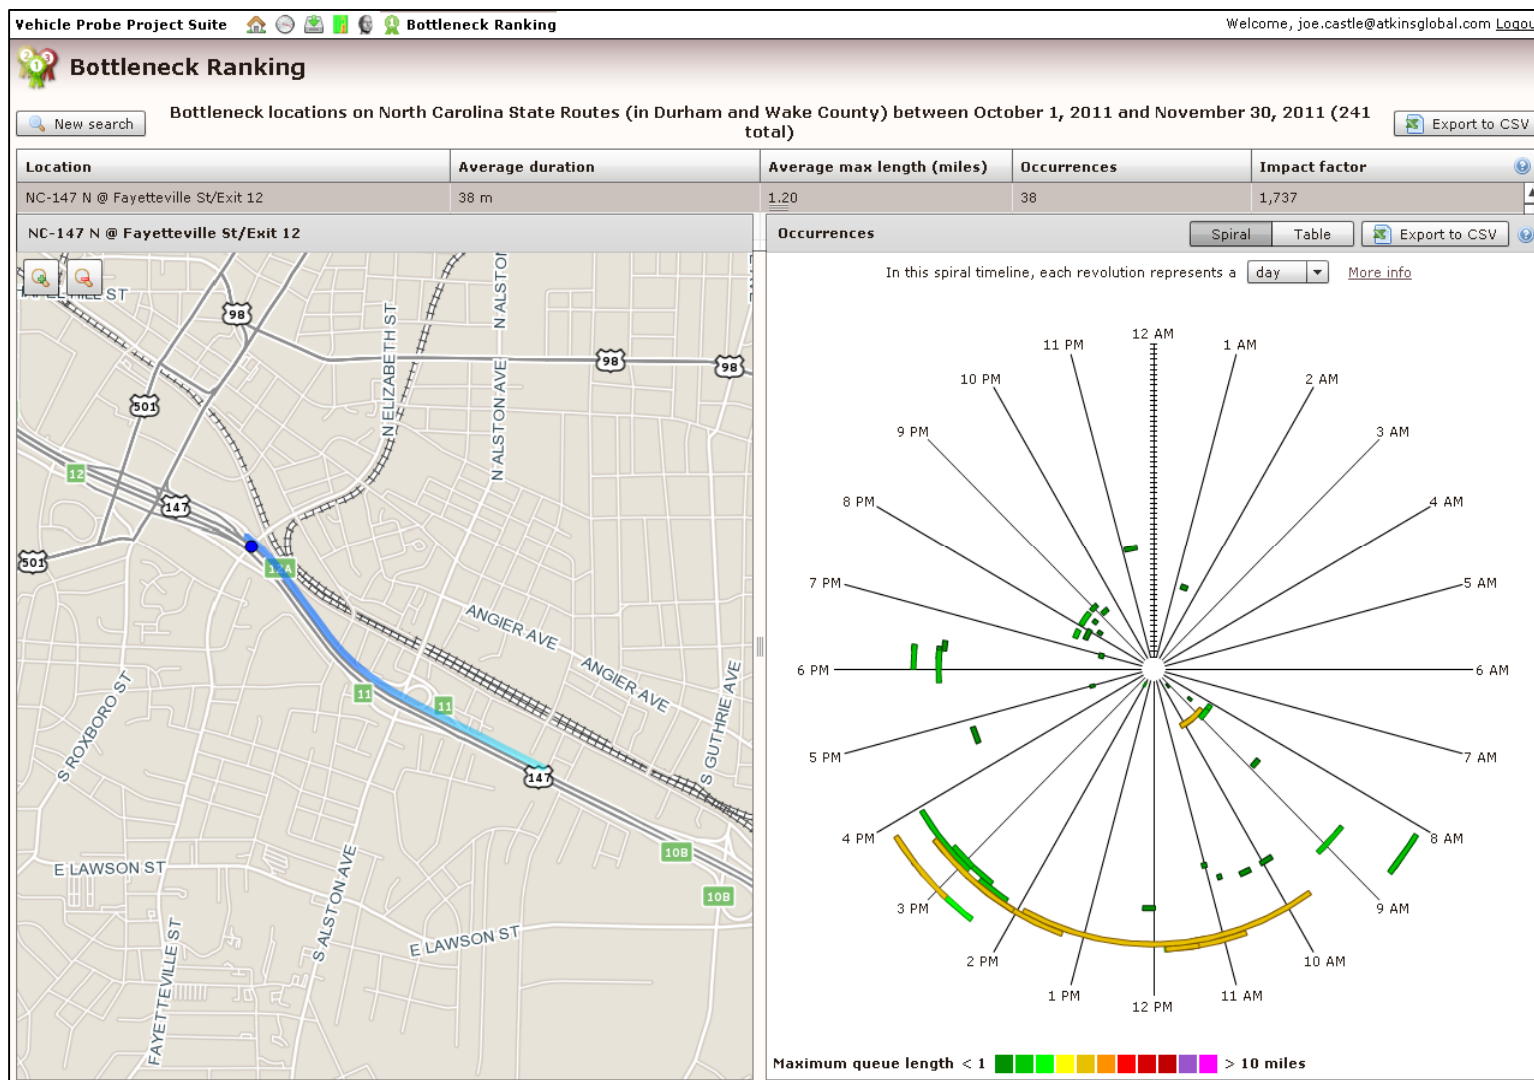 Vehicle Probe Project Suite Bottleneck Ranking Welcome, joe.castle@atkinsglobal.com Logou
Bottleneck Ranking
New search
Bottleneck locations on North Carolina State Routes (in Durham and Wake County) between October 1, 2011 and November 30, 2011 (241
total)
Export to CSV
Location Average duration Average max length (miles) Occurrences Impact factor
NC-147 N @ Fayetteville St/Exit 12 38 m 1.20 38 1,737
NC-147 N @ Fayetteville St/Exit 12
98
98
98
501
12
147
501
12A
11
11
147
10B
10B
N ELIZABETH ST
N ALSTON AVE
N ALSTON
ANGIER AVE
ANGIER AVE
S GUTHRIE AVE
S ROXBORO ST
E LAWSON ST
S ALSTON AVE
E LAWSON ST
FAYETTEVILLE ST
Occurrences Spiral Table Export to CSV
In this spiral timeline, each revolution represents a day More info
12 AM
11 PM 1 AM
10 PM 2 AM
9 PM 3 AM
8 PM 4 AM
7 PM 5 AM
6 PM 6 AM
5 PM 7 AM
4 PM 8 AM
3 PM 9 AM
2 PM 10 AM
1 PM 11 AM
12 PM
Maximum queue length < 1 > 10 miles